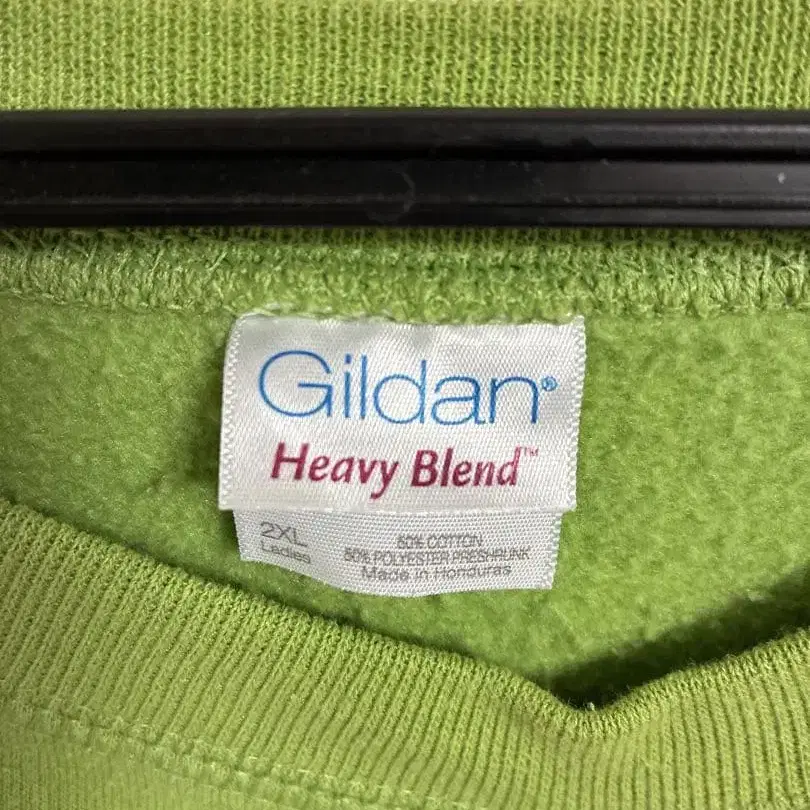 Gildan®
Heavy Blend™
2XL
Ladies
50% COTTON
50% POLYESTER PRESHRUNK
Made in Honduras